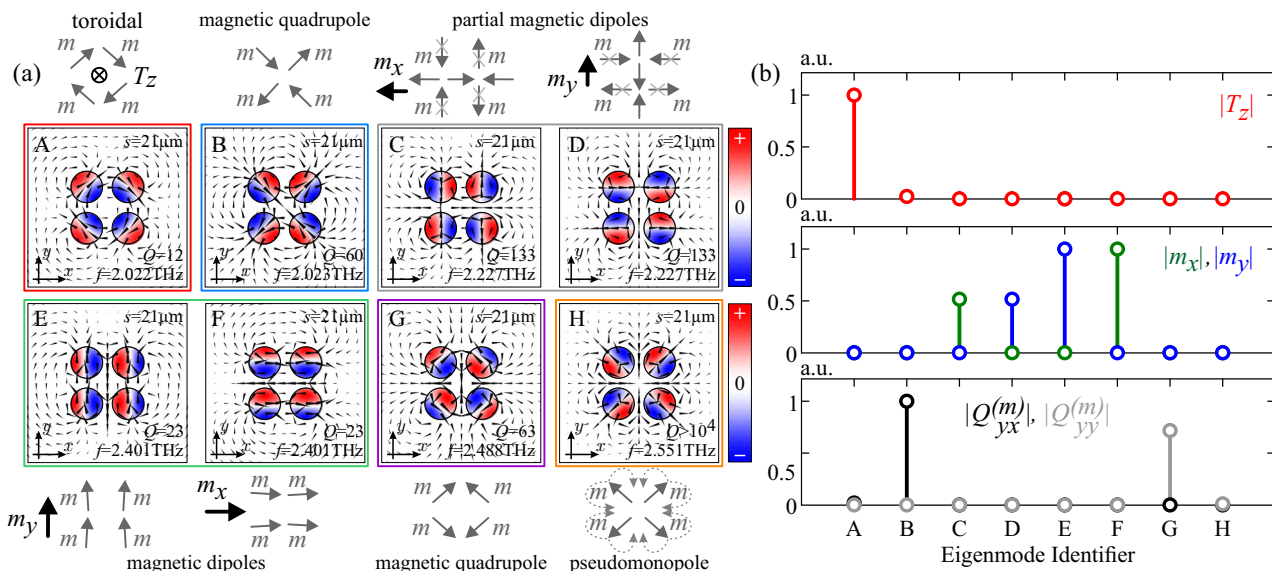 toroidal
magnetic quadrupole
partial magnetic dipoles
(a)
m m
T_z
m m
m m
m m
m_x
m m
m m
m_y
m m
m m
A s=21μm
Q=12
f=2.022THz
y x
B s=21μm
Q=60
f=2.023THz
y x
C s=21μm
Q=133
f=2.227THz
y x
D s=21μm
Q=133
f=2.227THz
y x
+
0
−
E s=21μm
Q=23
f=2.401THz
y x
F s=21μm
Q=23
f=2.401THz
y x
G s=21μm
Q=63
f=2.488THz
y x
H s=21μm
Q>10^4
f=2.551THz
y x
+
0
−
m_y
m m
m m
m_x
m m
m m
m m
m m
m m
m m
magnetic dipoles
magnetic quadrupole
pseudomonopole
(b)
a.u.
1
0.5
0
|T_z|
a.u.
1
0.5
0
|m_x|, |m_y|
a.u.
1
0.5
0
|Q_yx^(m)|, |Q_yy^(m)|
A B C D E F G H
Eigenmode Identifier